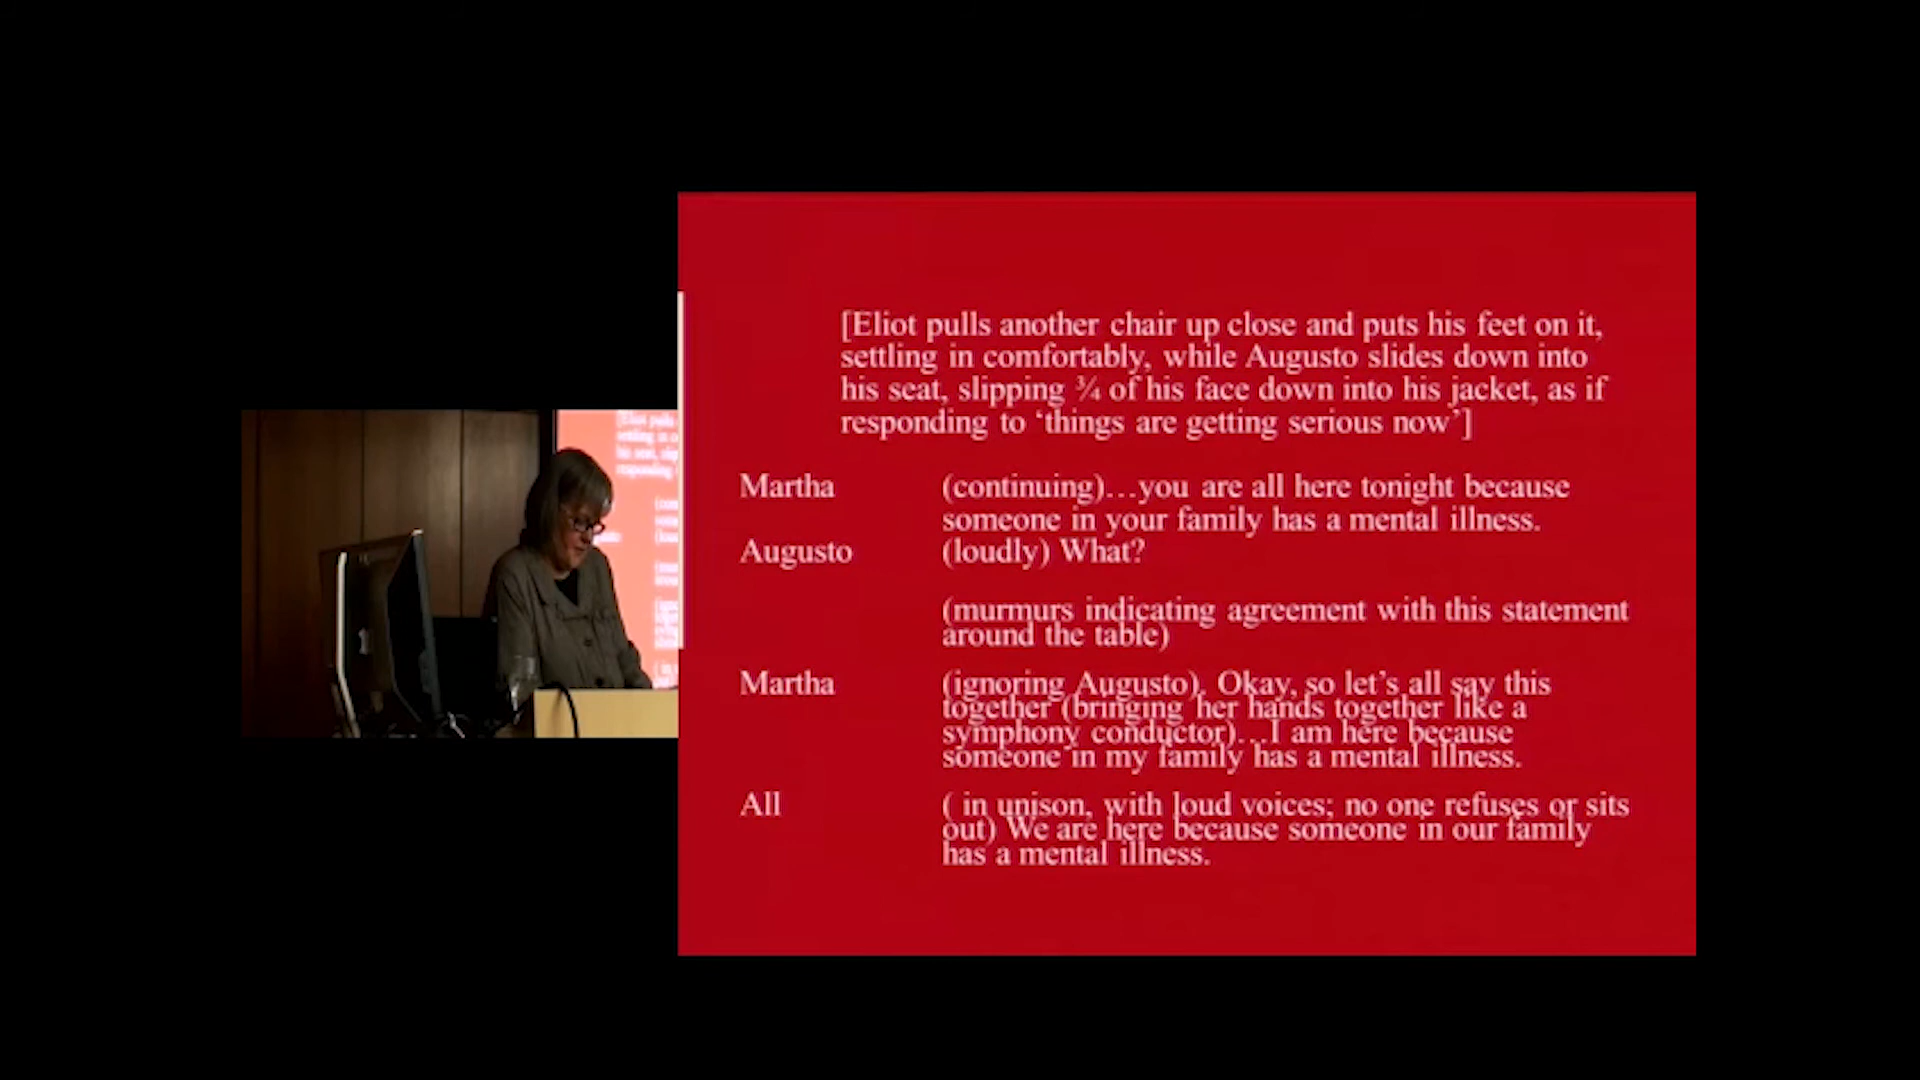 [Eliot pulls another chair up close and puts his feet on it,
settling in comfortably, while Augusto slides down into
his seat, slipping ¾ of his face down into his jacket, as if
responding to ‘things are getting serious now’]
Martha (continuing)…you are all here tonight because
someone in your family has a mental illness.
Augusto (loudly) What?
(murmurs indicating agreement with this statement
around the table)
Martha (ignoring Augusto). Okay, so let’s all say this
together (bringing her hands together like a
symphony conductor)…I am here because
someone in my family has a mental illness.
All ( in unison, with loud voices; no one refuses or sits
out) We are here because someone in our family
has a mental illness.